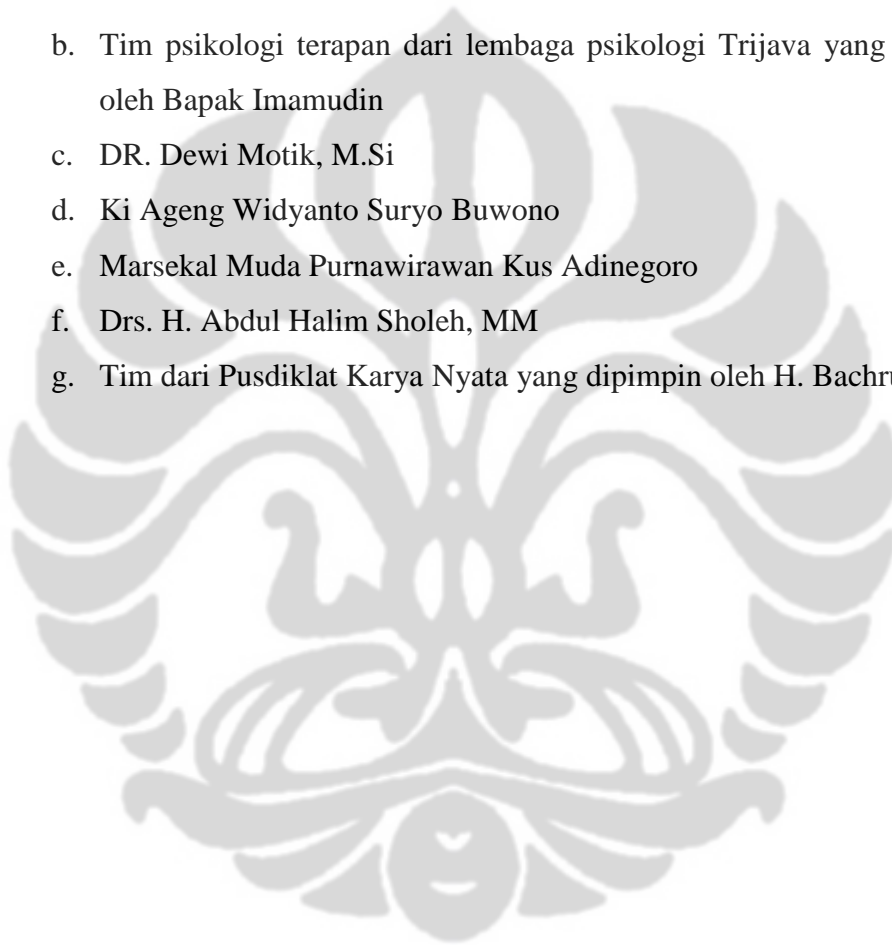 b. Tim psikologi terapan dari lembaga psikologi Trijava yang
oleh Bapak Imamudin
c. DR. Dewi Motik, M.Si
d. Ki Ageng Widyanto Suryo Buwono
e. Marsekal Muda Purnawirawan Kus Adinegoro
f. Drs. H. Abdul Halim Sholeh, MM
g. Tim dari Pusdiklat Karya Nyata yang dipimpin oleh H.